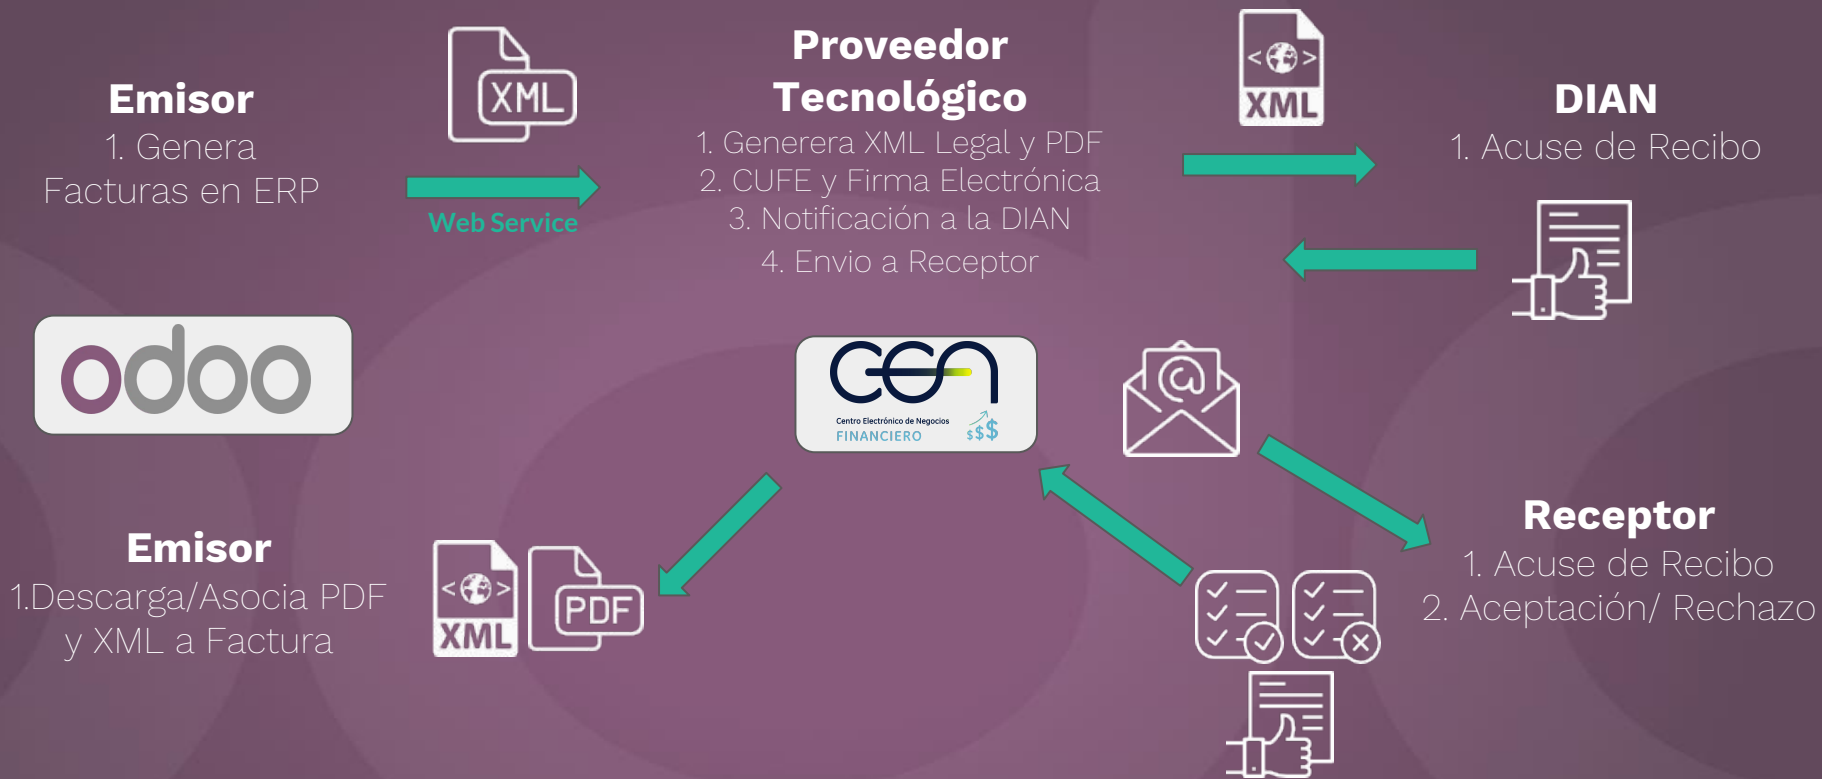 Emisor
1. Genera
Facturas en ERP
XML
Web Service
Proveedor
Tecnológico
1. Generera XML Legal y PDF
2. CUFE y Firma Electrónica
3. Notificación a la DIAN
4. Envio a Receptor
XML
DIAN
1. Acuse de Recibo
odoo
cen
Centro Electrónico de Negocios
FINANCIERO
$$$
@
Emisor
1.Descarga/Asocia PDF
y XML a Factura
XML
PDF
Receptor
1. Acuse de Recibo
2. Aceptación/ Rechazo